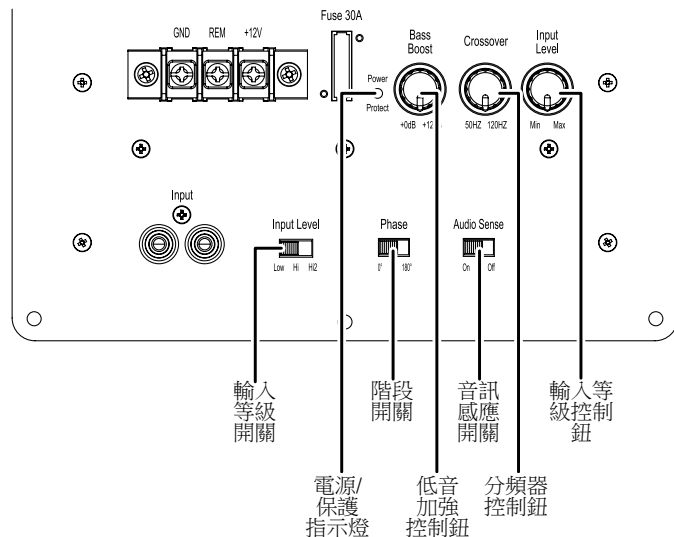 Fuse 30A
GND REM +12V
Bass
Boost
Crossover
Input
Level
Power
Protect
+0dB
50HZ 120HZ
Min Max
Input
Input Level
Low Hi Hi2
Phase
0° 180°
Audio Sense
On Off
輸入
等級
開關
階段
開關
音訊
感應
開關
輸入等
級控制
鈕
電源/
保護
指示燈
低音
加強
控制鈕
分頻器
控制鈕